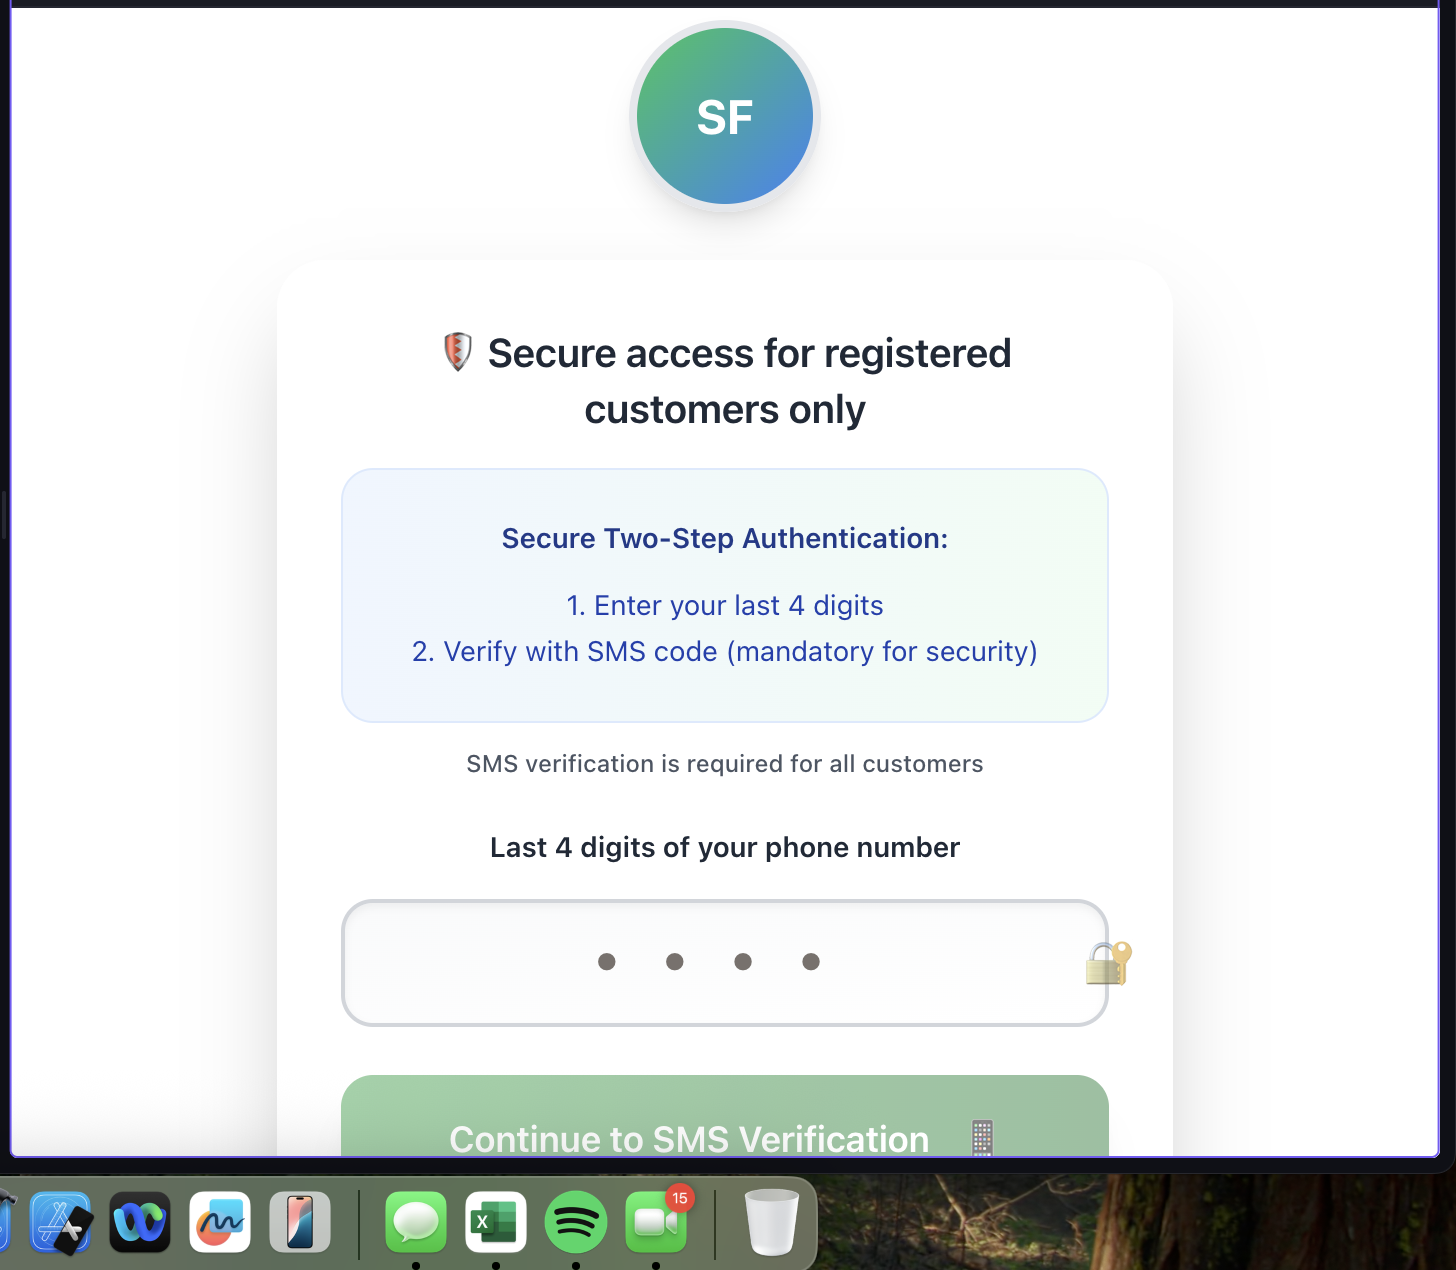 SF
Secure access for registered
customers only
Secure Two-Step Authentication:
1. Enter your last 4 digits
2. Verify with SMS code (mandatory for security)
SMS verification is required for all customers
Last 4 digits of your phone number
Continue to SMS Verification
X
15